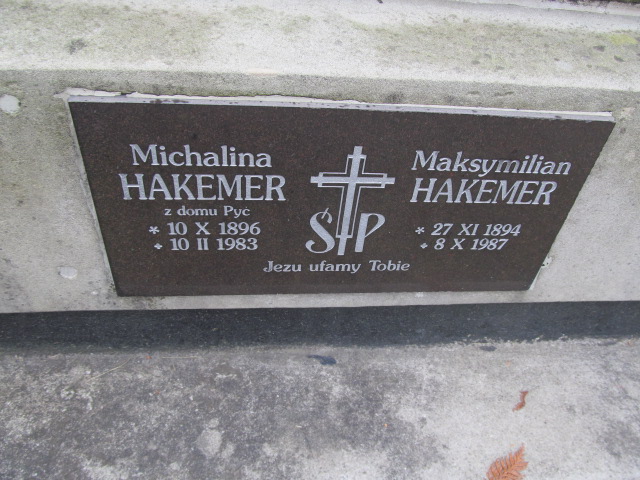 Michalina
HAKEMER
z domu Pyć
* 10 X 1896
+ 10 II 1983
ŚP
Maksymilian
HAKEMER
* 27 XI 1894
+ 8 X 1987
Jezu ufamy Tobie